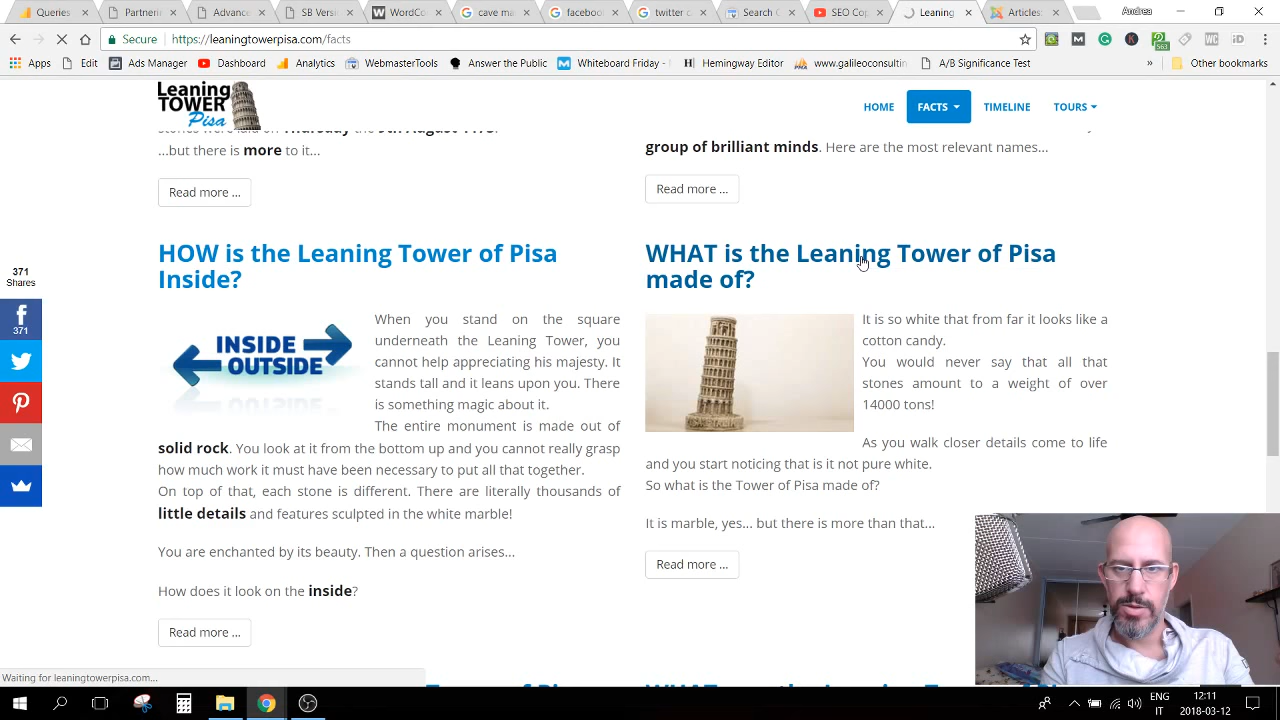 Queries
Partnerin
Advance
SB Versi
WordCo
cave ma
facebook
twitter c
Search C
SEO Cop
Leaning
Articles:
Andrea
Secure
https://leaningtowerpisa.com/facts
Apps
Edit
Ads Manager
Dashboard
Analytics
WebmasterTools
Answer the Public
Whiteboard Friday -
Hemingway Editor
www.galileoconsultin
A/B Significance Test
»
Other bookmarks
Leaning
TOWER
Pisa
HOME
FACTS
TIMELINE
TOURS
...but there is more to it...
Read more ...
group of brilliant minds. Here are the most relevant names...
Read more ...
371
Shares
371
HOW is the Leaning Tower of Pisa
Inside?
INSIDE
OUTSIDE
When you stand on the square
underneath the Leaning Tower, you
cannot help appreciating his majesty. It
stands tall and it leans upon you. There
is something magic about it.
The entire monument is made out of
solid rock. You look at it from the bottom up and you cannot really grasp
how much work it must have been necessary to put all that together.
On top of that, each stone is different. There are literally thousands of
little details and features sculpted in the white marble!
You are enchanted by its beauty. Then a question arises...
How does it look on the inside?
Read more ...
WHAT is the Leaning Tower of Pisa
made of?
It is so white that from far it looks like a
cotton candy.
You would never say that all that
stones amount to a weight of over
14000 tons!
As you walk closer details come to life
and you start noticing that is it not pure white.
So what is the Tower of Pisa made of?
It is marble, yes... but there is more than that...
Read more ...
Waiting for leaningtowerpisa.com...
ENG
IT
12:11
2018-03-12